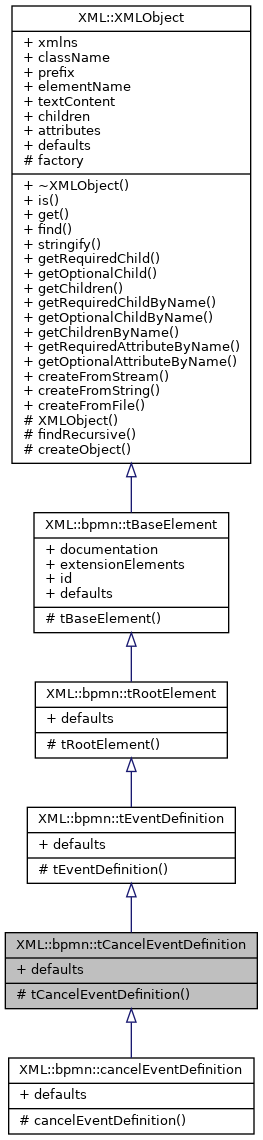 XML::XMLObject
+ xmlns
+ className
+ prefix
+ elementName
+ textContent
+ children
+ attributes
+ defaults
# factory
+ ~XMLObject()
+ is()
+ get()
+ find()
+ stringify()
+ getRequiredChild()
+ getOptionalChild()
+ getChildren()
+ getRequiredChildByName()
+ getOptionalChildByName()
+ getChildrenByName()
+ getRequiredAttributeByName()
+ getOptionalAttributeByName()
+ createFromStream()
+ createFromString()
+ createFromFile()
# XMLObject()
# findRecursive()
# createObject()
XML::bpmn::tBaseElement
+ documentation
+ extensionElements
+ id
+ defaults
# tBaseElement()
XML::bpmn::tRootElement
+ defaults
# tRootElement()
XML::bpmn::tEventDefinition
+ defaults
# tEventDefinition()
XML::bpmn::tCancelEventDefinition
+ defaults
# tCancelEventDefinition()
XML::bpmn::cancelEventDefinition
+ defaults
# cancelEventDefinition()